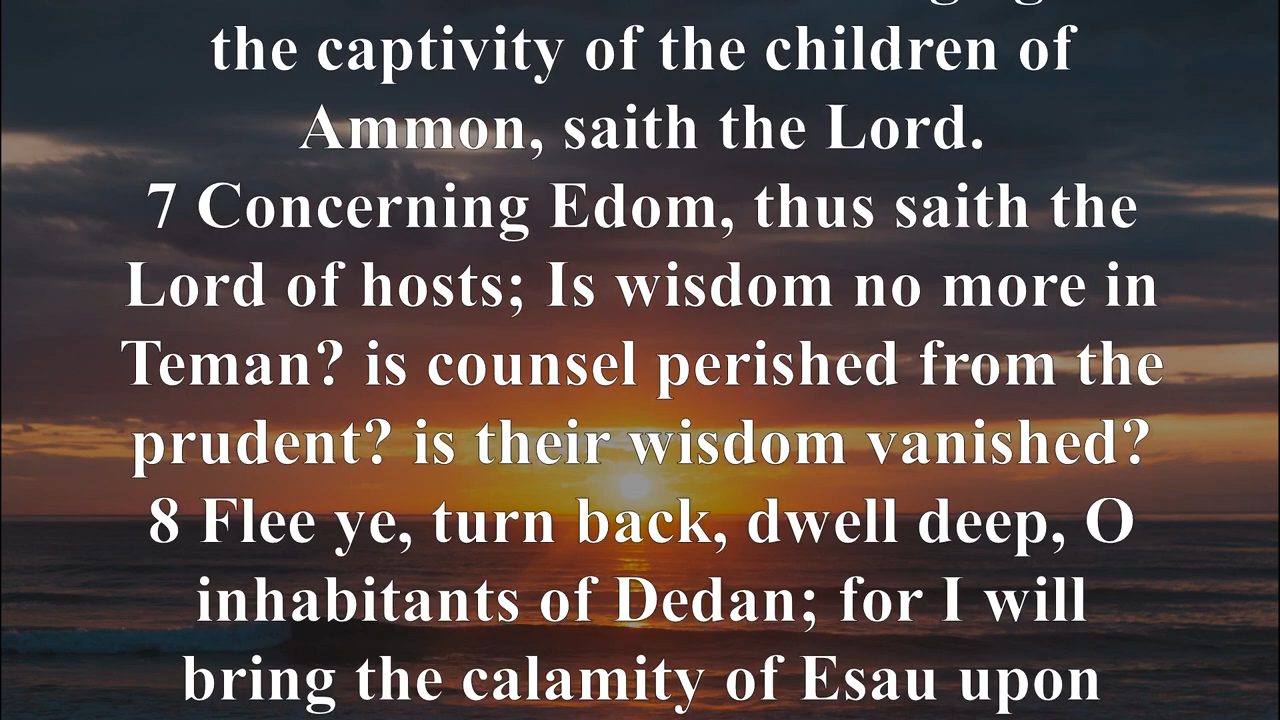 the captivity of the children of
Ammon, saith the Lord.
7 Concerning Edom, thus saith the
Lord of hosts; Is wisdom no more in
Teman? is counsel perished from the
prudent? is their wisdom vanished?
8 Flee ye, turn back, dwell deep, O
inhabitants of Dedan; for I will
bring the calamity of Esau upon